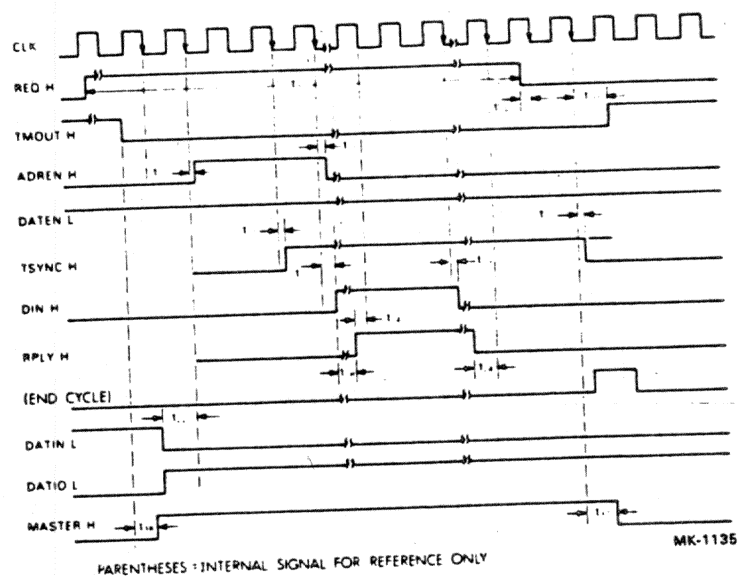 CLK
REQ H
TMOUT H
ADREN H
DATEN L
TSYNC H
DIN H
RPLY H
(END CYCLE)
DATIN L
DATIO L
MASTER H
MK-1135
PARENTHESES : INTERNAL SIGNAL FOR REFERENCE ONLY